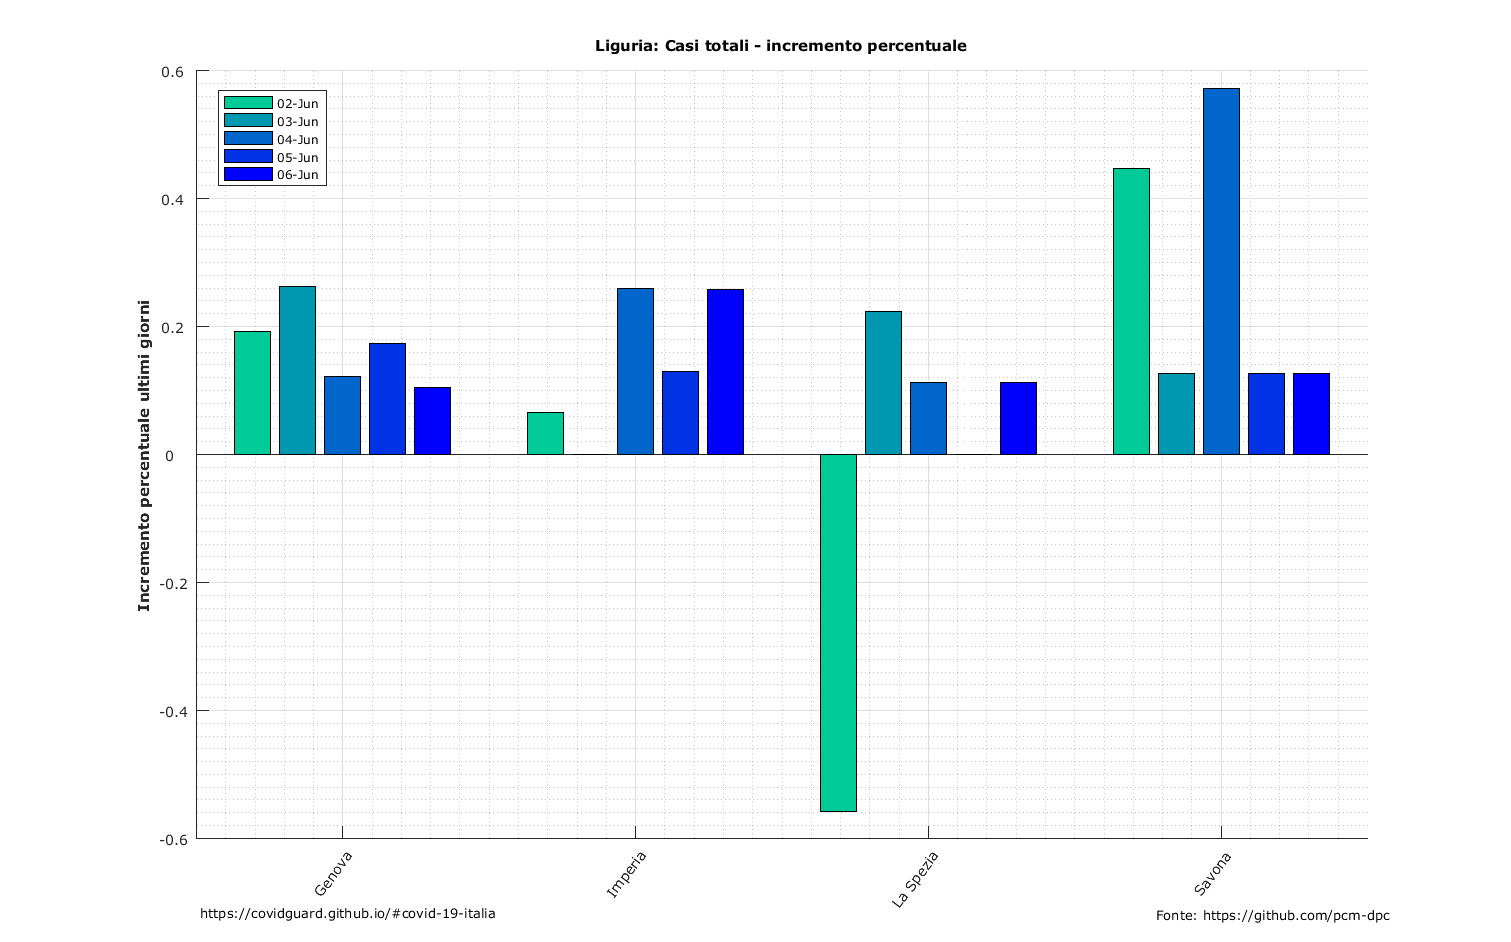 Liguria: Casi totali - incremento percentuale
0.6
0.4
0.2
0
-0.2
-0.4
-0.6
Incremento percentuale ultimi giorni
02-Jun
03-Jun
04-Jun
05-Jun
06-Jun
Genova
Imperia
La Spezia
Savona
https://covidguard.github.io/#covid-19-italia
Fonte: https://github.com/pcm-dpc